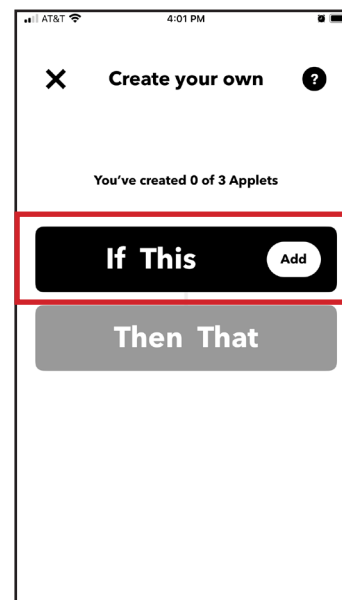 AT&T 4:01 PM
Create your own ?
You've created 0 of 3 Applets
If This Add
Then That